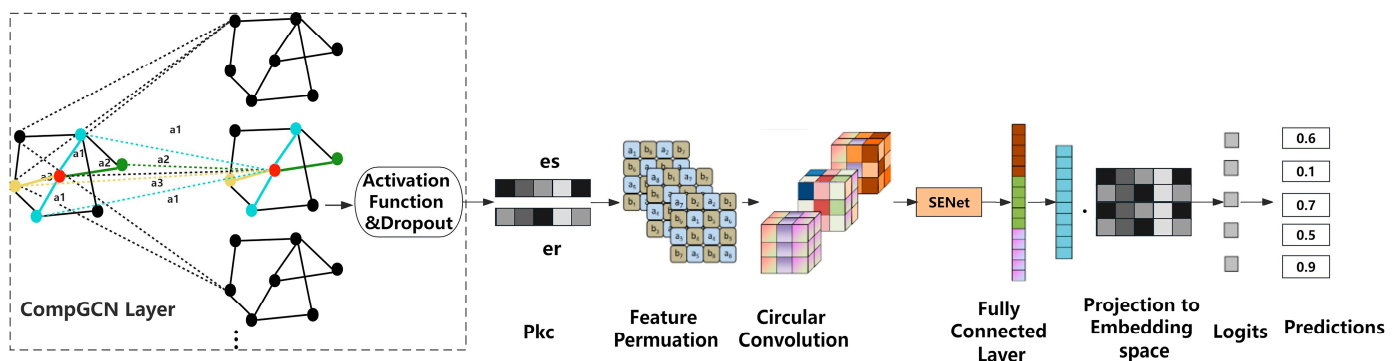 a1
a2
a2
a3
a3
a1
a1
CompGCN Layer
Activation
Function
&Dropout
es
er
Pkc
Feature
Permuation
Circular
Convolution
SENet
Fully
Connected
Layer
Projection to
Embedding
space
Logits
0.6
0.1
0.7
0.5
0.9
Predictions